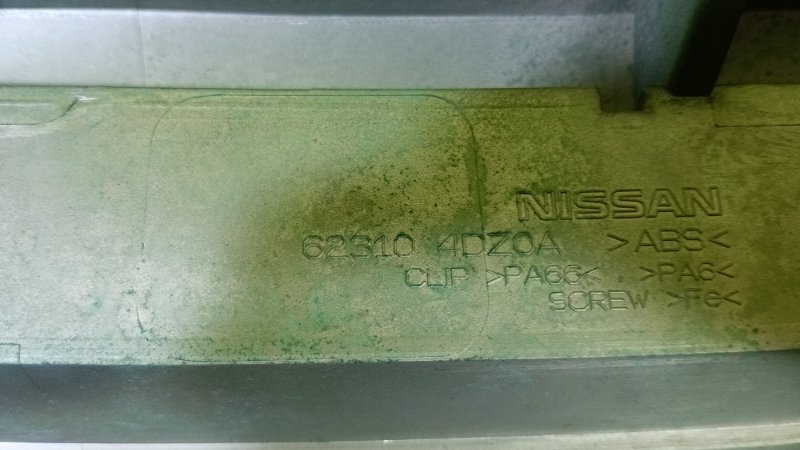 NISSAN
62310 4DZ0A >ABS<
CLIP >PA66< , >PA6<
SCREW >Fe<